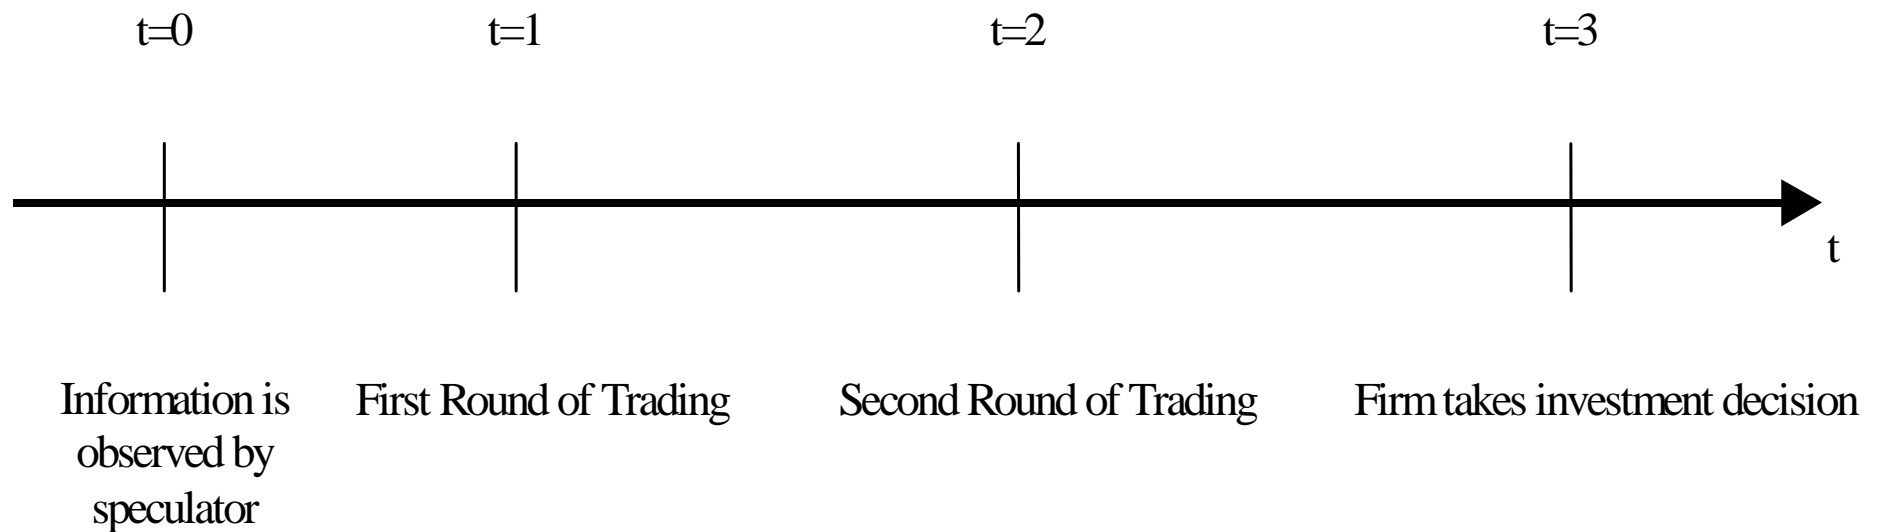 t=0 t=1 t=2 t=3
t
Information is First Round of Trading Second Round of Trading Firm takes investment decision
observed by
speculator